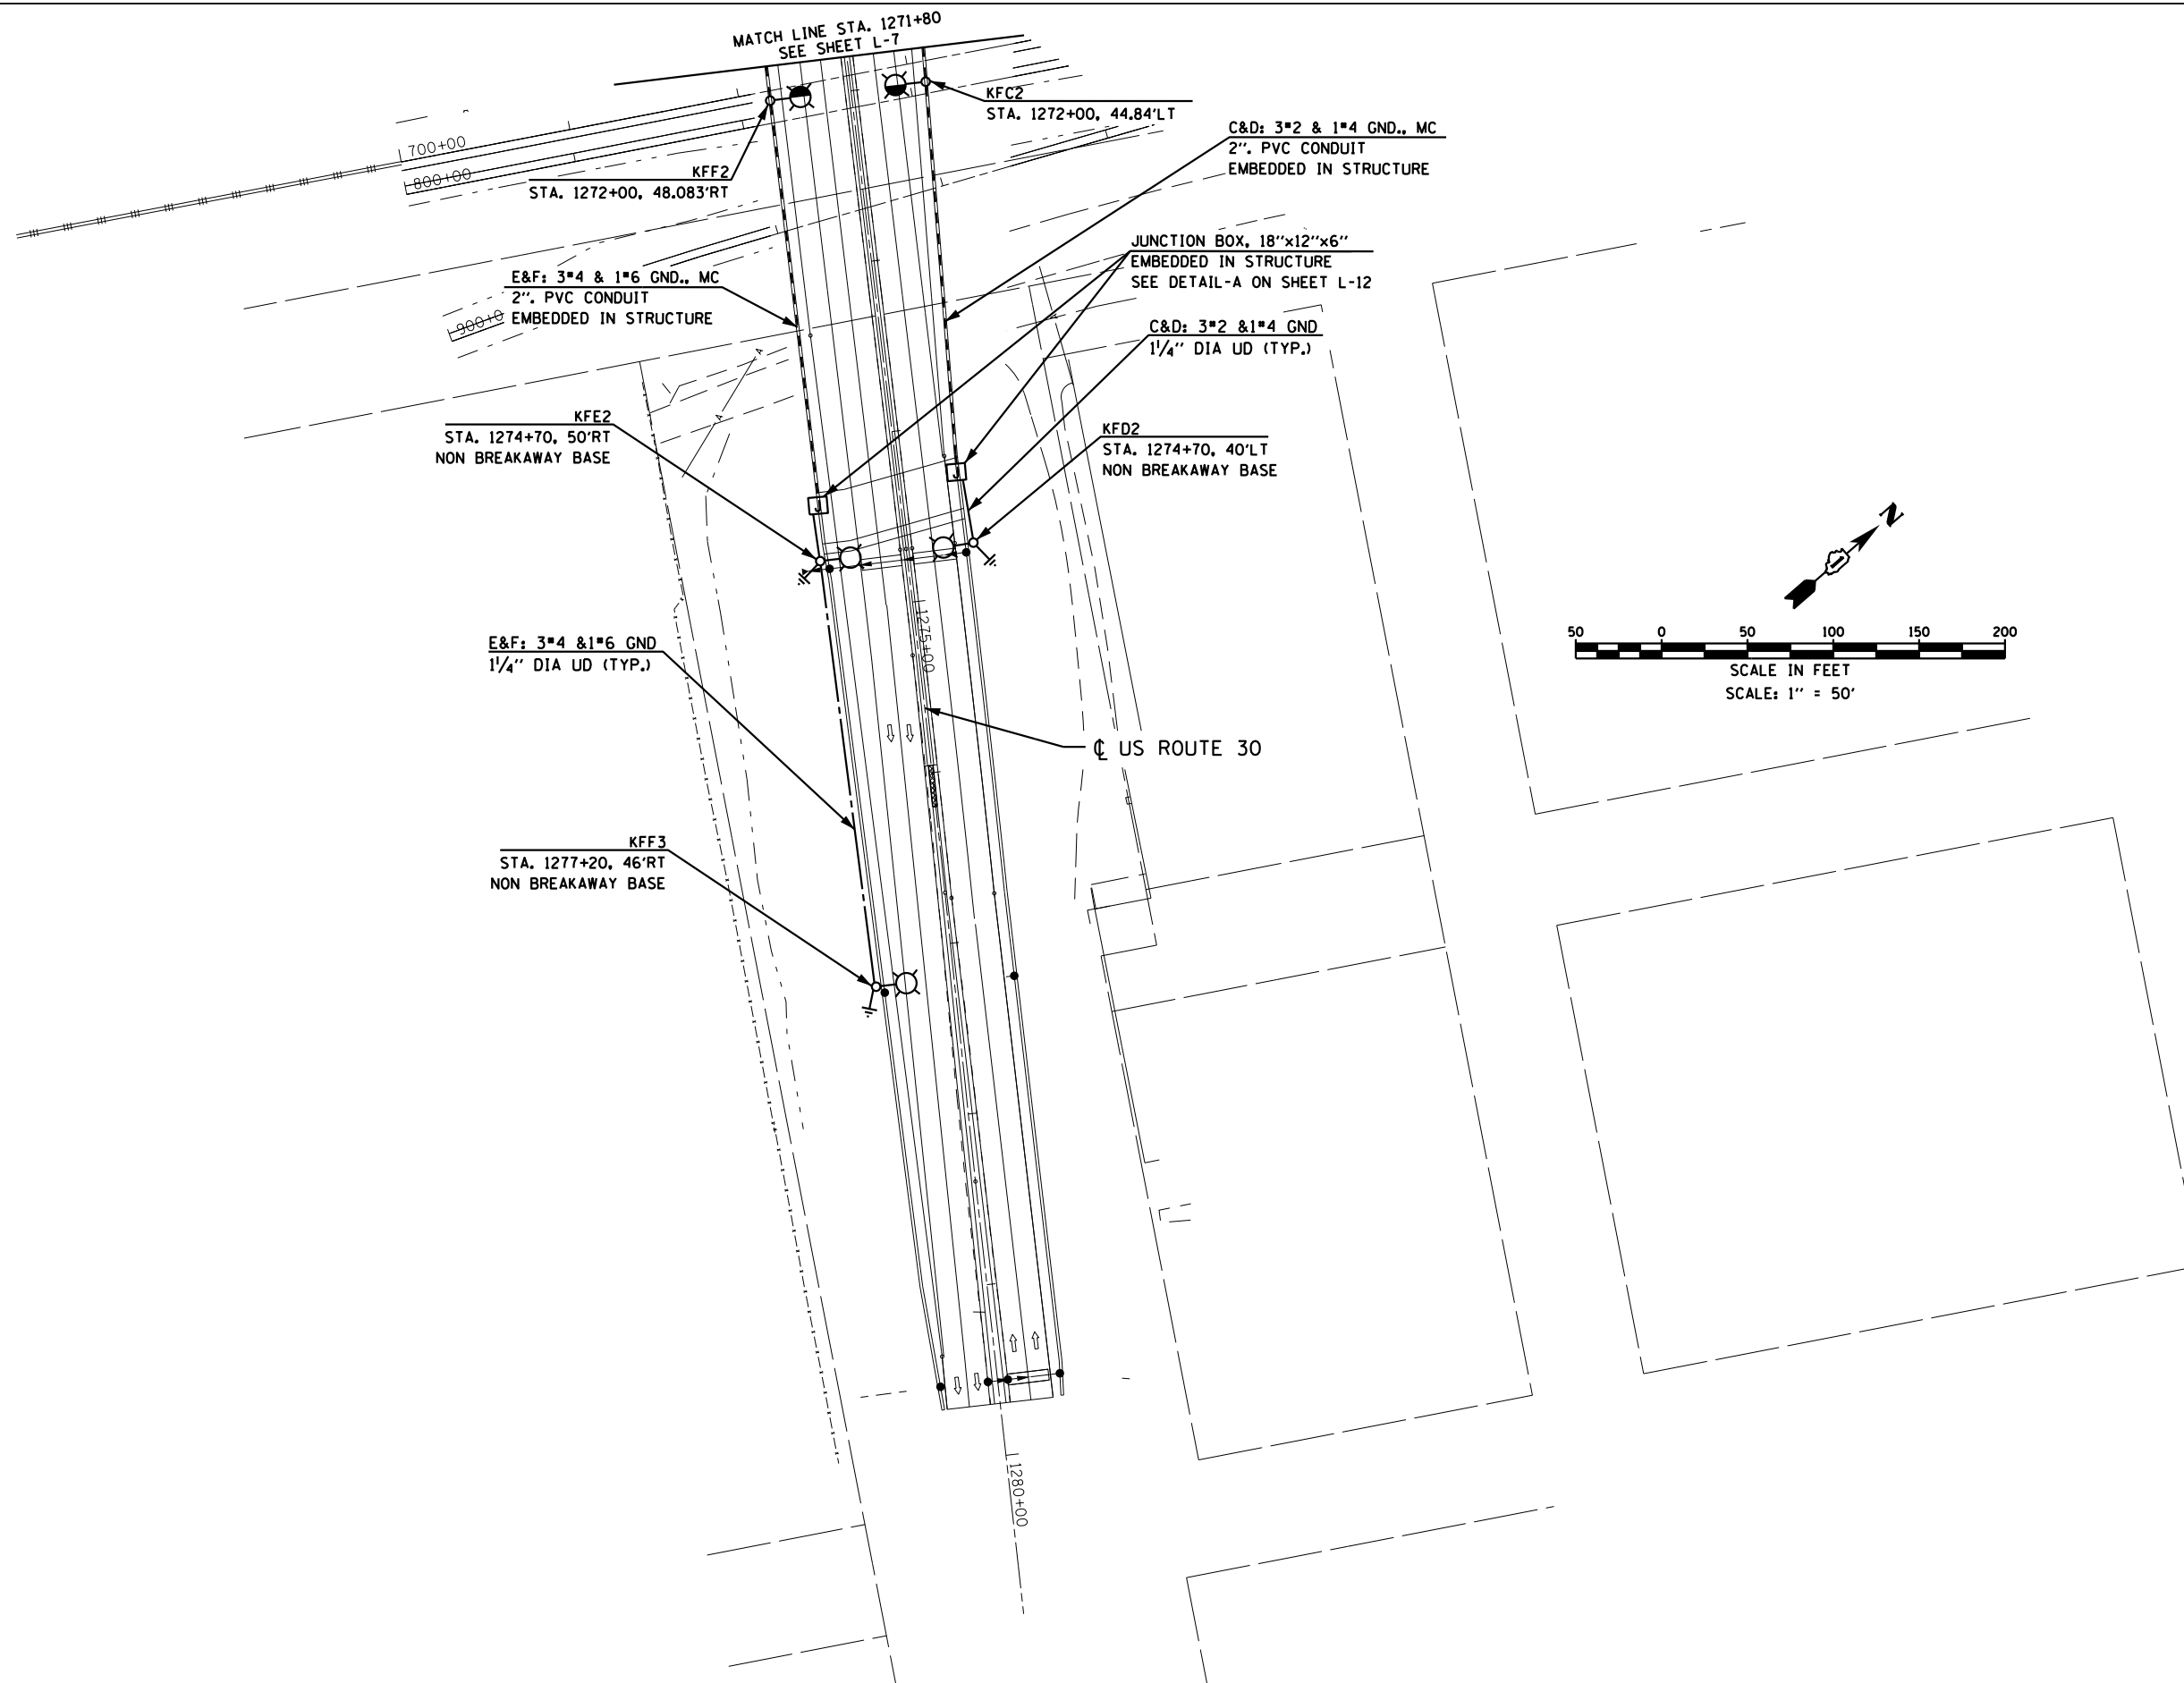 MATCH LINE STA. 1271+80
SEE SHEET L-7
KFC2
STA. 1272+00, 44.84'LT
C&D: 3#2 & 1#4 GND., MC
2". PVC CONDUIT
EMBEDDED IN STRUCTURE
700+00
800+00
KFF2
STA. 1272+00, 48.083'RT
JUNCTION BOX, 18"x12"x6"
EMBEDDED IN STRUCTURE
SEE DETAIL-A ON SHEET L-12
E&F: 3#4 & 1#6 GND., MC
2". PVC CONDUIT
EMBEDDED IN STRUCTURE
900+0
C&D: 3#2 &1#4 GND
1 1/4" DIA UD (TYP.)
A
A
KFE2
STA. 1274+70, 50'RT
NON BREAKAWAY BASE
KFD2
STA. 1274+70, 40'LT
NON BREAKAWAY BASE
J
J
N
1275+00
E&F: 3#4 &1#6 GND
1 1/4" DIA UD (TYP.)
50 0 50 100 150 200
SCALE IN FEET
SCALE: 1" = 50'
℄ US ROUTE 30
KFF3
STA. 1277+20, 46'RT
NON BREAKAWAY BASE
1280+00